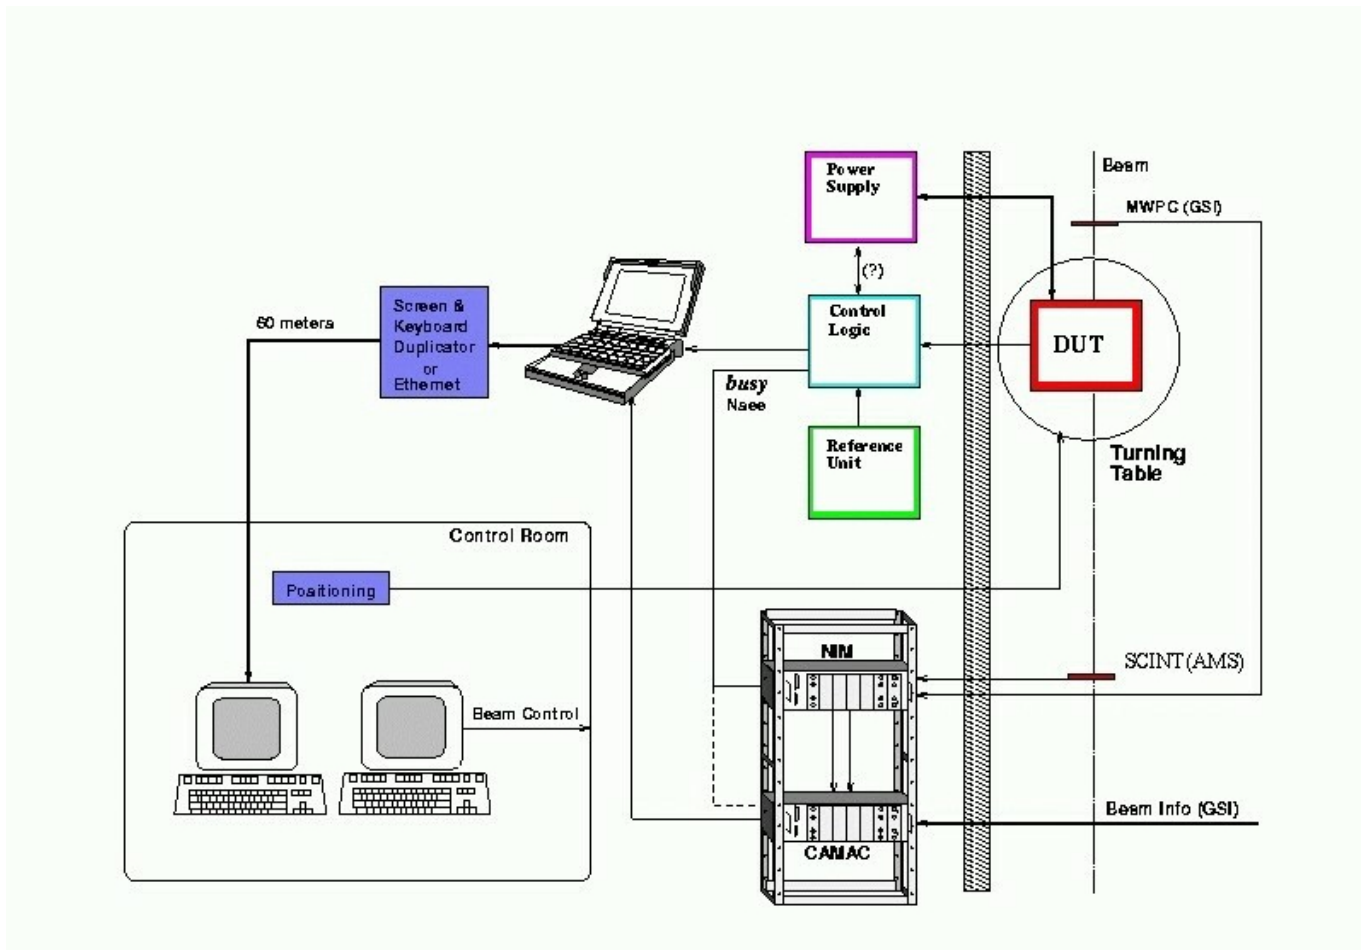 Power
Supply
Beam
MWPC (GSI)
(?)
Screen &
Keyboard
Duplicator
or
Ethernet
60 meters
Control
Logic
DUT
busy
Reference
Unit
Turning
Table
Control Room
Positioning
NIM
SCINT (AMS)
Beam Control
Beam Info (GSI)
CAMAC